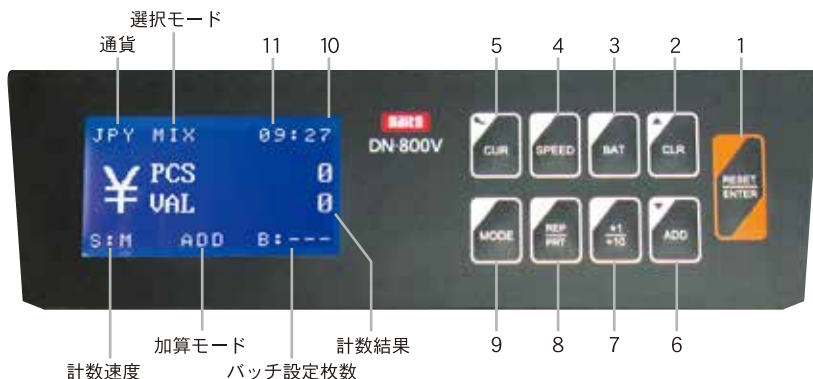 選択モード
通貨 11 10 5 4 3 2 1
Daito
DN-800V
JPY MIX 09:27
¥ PCS 0
VAL 0
S:M ADD B:---
CUR SPEED BAT CLR
RESET
ENTER
MODE REP
PRT +1
+10 ADD
加算モード 計数結果 9 8 7 6
計数速度 バッチ設定枚数